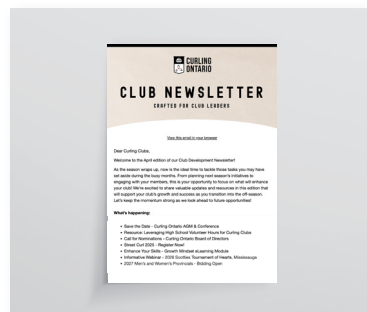 CURLING
ONTARIO
CLUB NEWSLETTER
CRAFTED FOR CLUB LEADERS
View this email in your browser
Dear Curling Clubs,
Welcome to the April edition of our Club Development Newsletter!
As the season wraps up, now is the ideal time to tackle those tasks you may have
set aside during the busy months. From planning next season's initiatives to
engaging with your members, this is your opportunity to focus on what will enhance
your club! We're excited to share valuable updates and resources in this edition that
will support your club's growth and success as you transition into the off-season.
Let's keep the momentum strong as we look ahead to future opportunities!
What's happening:
• Save the Date - Curling Ontario AGM & Conference
• Resource: Leveraging High School Volunteer Hours for Curling Clubs
• Call for Nominations - Curling Ontario Board of Directors
• Street Curl 2025 - Register Now!
• Enhance Your Skills - Growth Mindset eLearning Module
• Informative Webinar - 2026 Scotties Tournament of Hearts, Mississauga
• 2027 Men's and Women's Provincials - Bidding Open